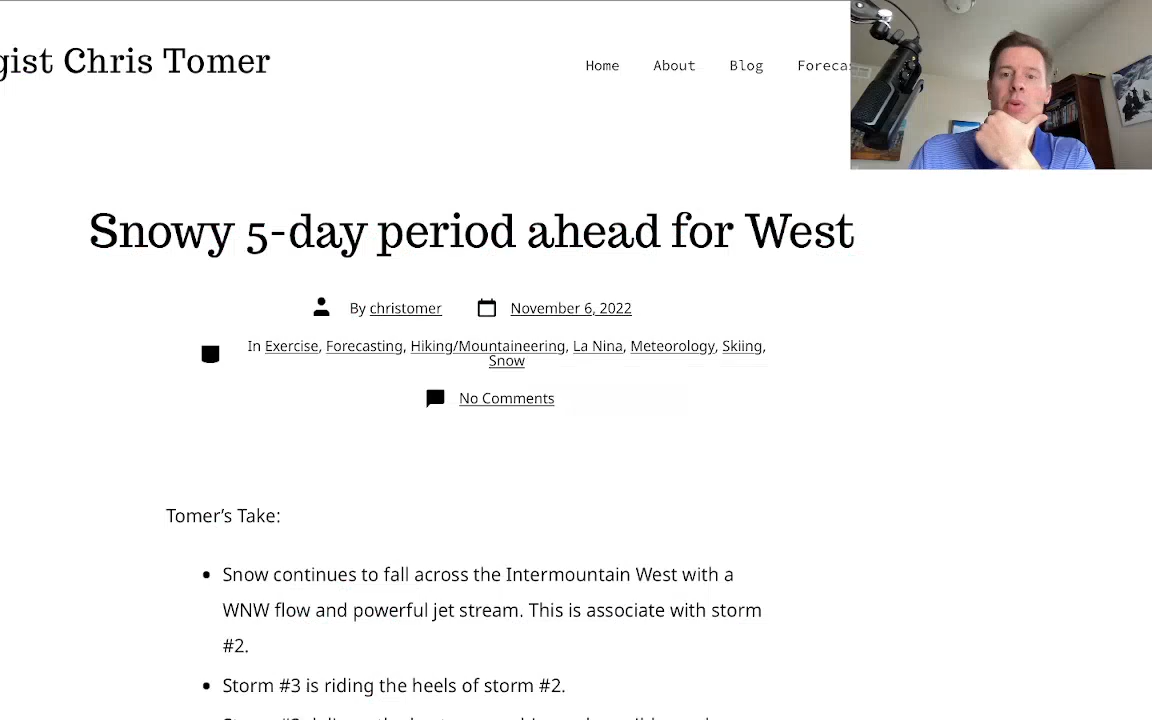 gist Chris Tomer
Home About Blog Foreca
Snowy 5-day period ahead for West
By christomer November 6, 2022
In Exercise, Forecasting, Hiking/Mountaineering, La Nina, Meteorology, Skiing,
Snow
No Comments
Tomer's Take:
• Snow continues to fall across the Intermountain West with a
WNW flow and powerful jet stream. This is associate with storm
#2.
• Storm #3 is riding the heels of storm #2.